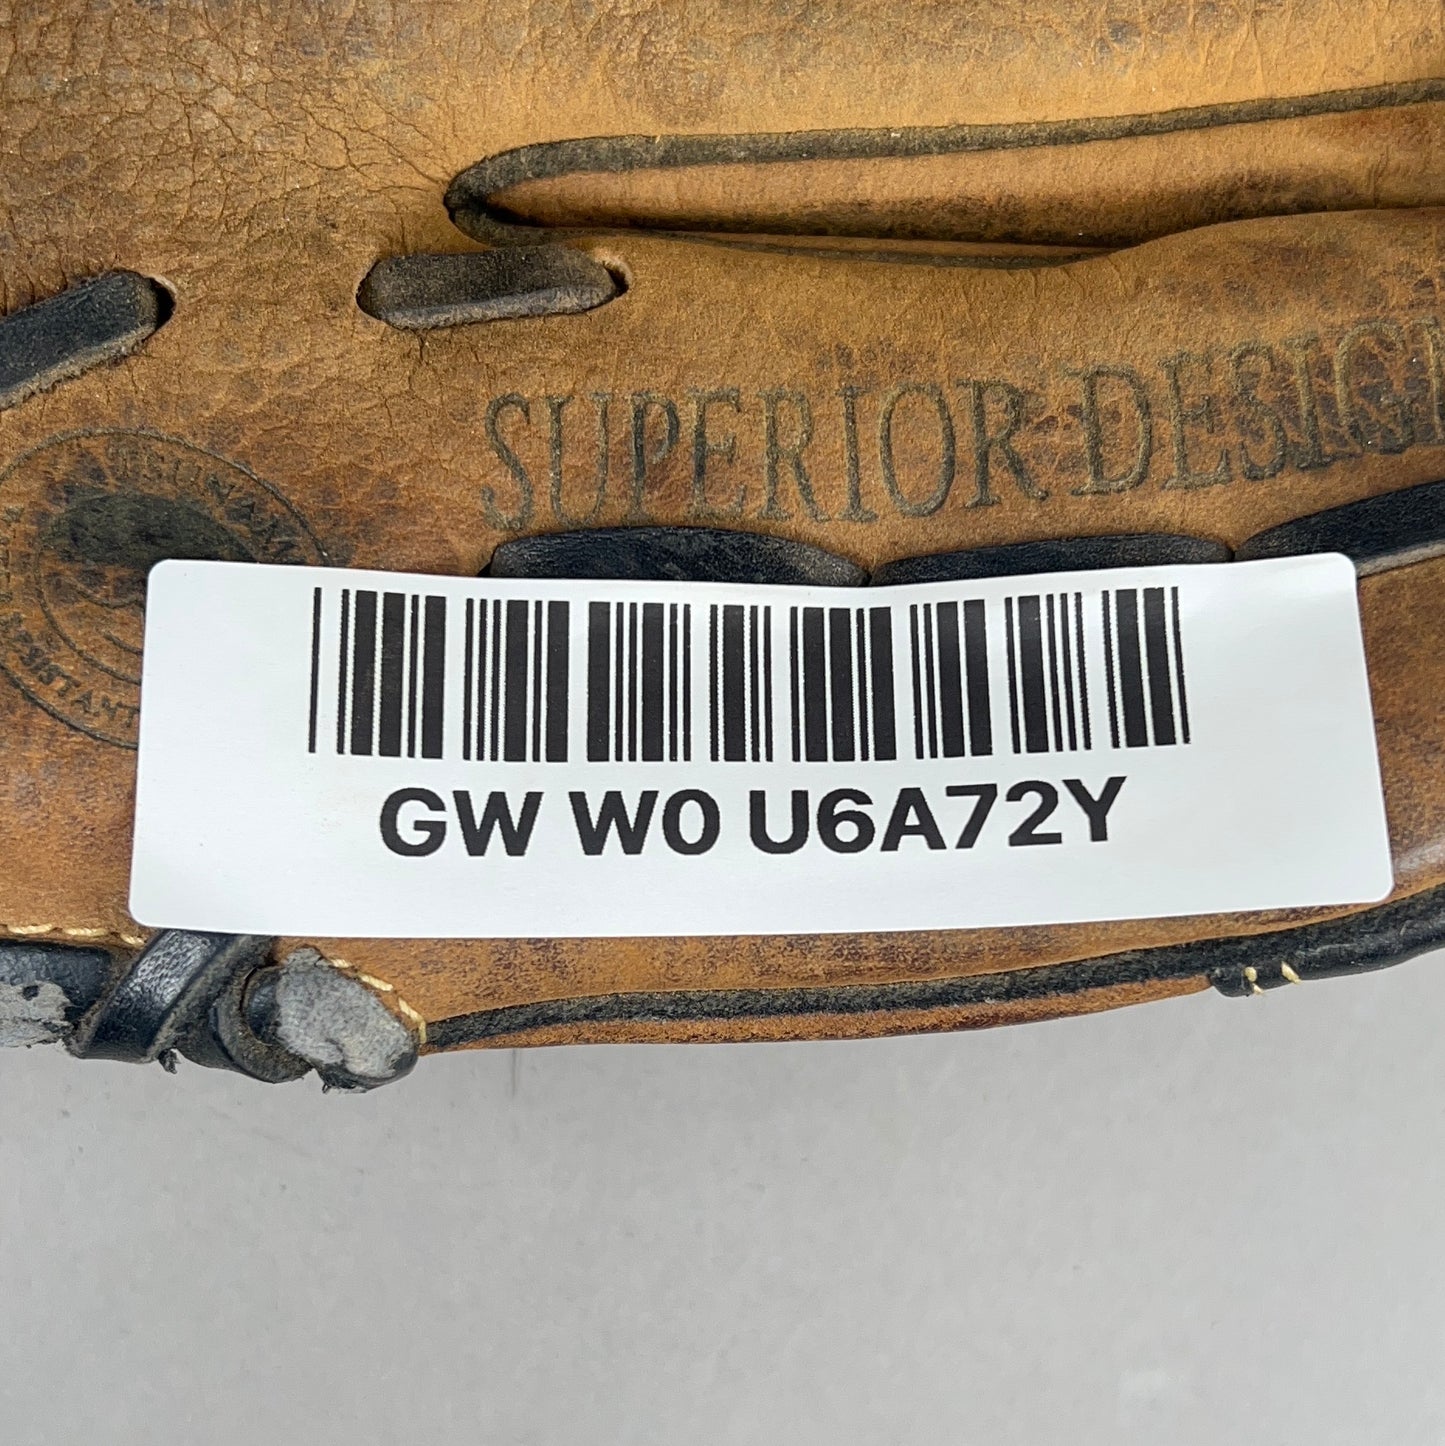 SUPERIOR DESIG
GW W0 U6A72Y